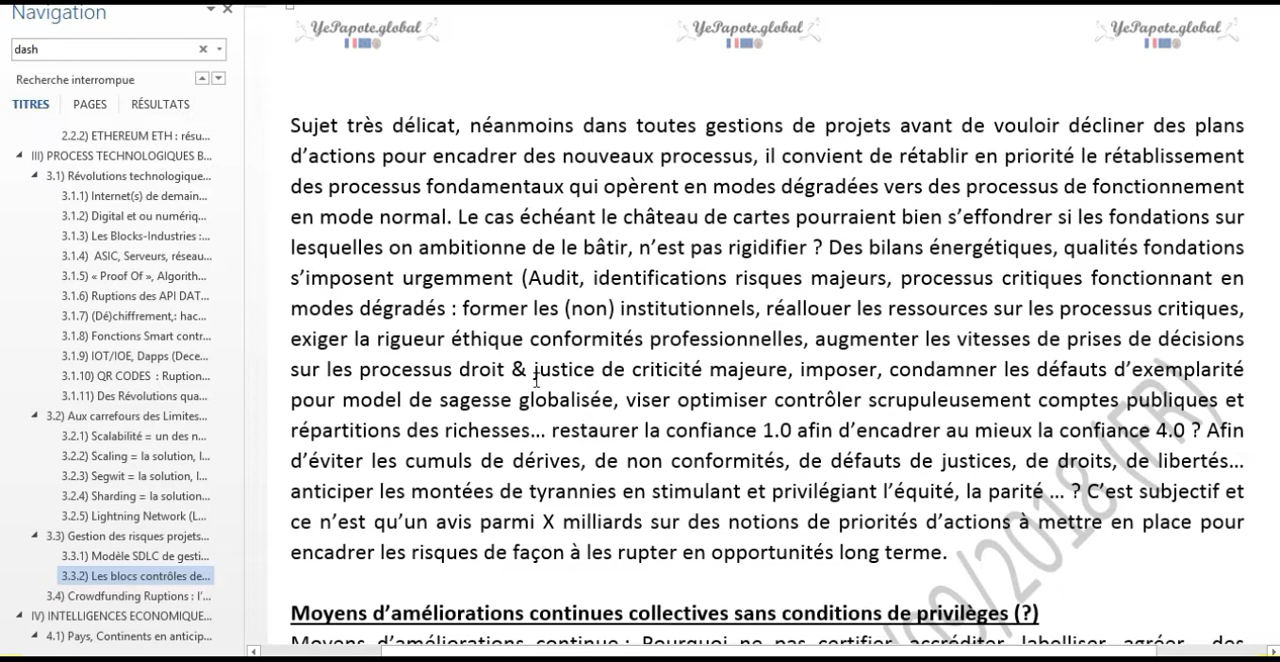 Navigation
dash
Recherche interrompue
TITRES PAGES RÉSULTATS
2.2.2) ETHEREUM ETH : résu...
III) PROCESS TECHNOLOGIQUES B...
3.1) Révolutions technologique...
3.1.1) Internet(s) de demain...
3.1.2) Digital et ou numériq...
3.1.3) Les Blocks-Industries :...
3.1.4) ASIC, Serveurs, réseau...
3.1.5) « Proof Of », Algorith...
3.1.6) Ruptions des API DAT...
3.1.7) (Dé)chiffrement,: hac...
3.1.8) Fonctions Smart contr...
3.1.9) IOT/IOE, Dapps (Dece...
3.1.10) QR CODES : Ruption...
3.1.11) Des Révolutions qua...
3.2) Aux carrefours des Limites...
3.2.1) Scalabilité = un des n...
3.2.2) Scaling = la solution, l...
3.2.3) Segwit = la solution, l...
3.2.4) Sharding = la solution...
3.2.5) Lightning Network (L...
3.3) Gestion des risques projets...
3.3.1) Modèle SDLC de gesti...
3.3.2) Les blocs contrôles de...
3.4) Crowdfunding Ruptions : l'...
IV) INTELLIGENCES ECONOMIQUE...
4.1) Pays, Continents en anticip...
YePapote.global YePapote.global YePapote.global
Sujet très délicat, néanmoins dans toutes gestions de projets avant de vouloir décliner des plans
d'actions pour encadrer des nouveaux processus, il convient de rétablir en priorité le rétablissement
des processus fondamentaux qui opèrent en modes dégradées vers des processus de fonctionnement
en mode normal. Le cas échéant le château de cartes pourraient bien s'effondrer si les fondations sur
lesquelles on ambitionne de le bâtir, n'est pas rigidifier ? Des bilans énergétiques, qualités fondations
s'imposent urgemment (Audit, identifications risques majeurs, processus critiques fonctionnant en
modes dégradés : former les (non) institutionnels, réallouer les ressources sur les processus critiques,
exiger la rigueur éthique conformités professionnelles, augmenter les vitesses de prises de décisions
sur les processus droit & justice de criticité majeure, imposer, condamner les défauts d'exemplarité
pour model de sagesse globalisée, viser optimiser contrôler scrupuleusement comptes publiques et
répartitions des richesses... restaurer la confiance 1.0 afin d'encadrer au mieux la confiance 4.0 ? Afin
d'éviter les cumuls de dérives, de non conformités, de défauts de justices, de droits, de libertés...
anticiper les montées de tyrannies en stimulant et privilégiant l'équité, la parité ... ? C'est subjectif et
ce n'est qu'un avis parmi X milliards sur des notions de priorités d'actions à mettre en place pour
encadrer les risques de façon à les rupter en opportunités long terme.
Moyens d'améliorations continues collectives sans conditions de privilèges (?)
Moyens d'améliorations continue : Pourquoi ne pas certifier, accréditer, labelliser, agréer, des
/2018 (FR)